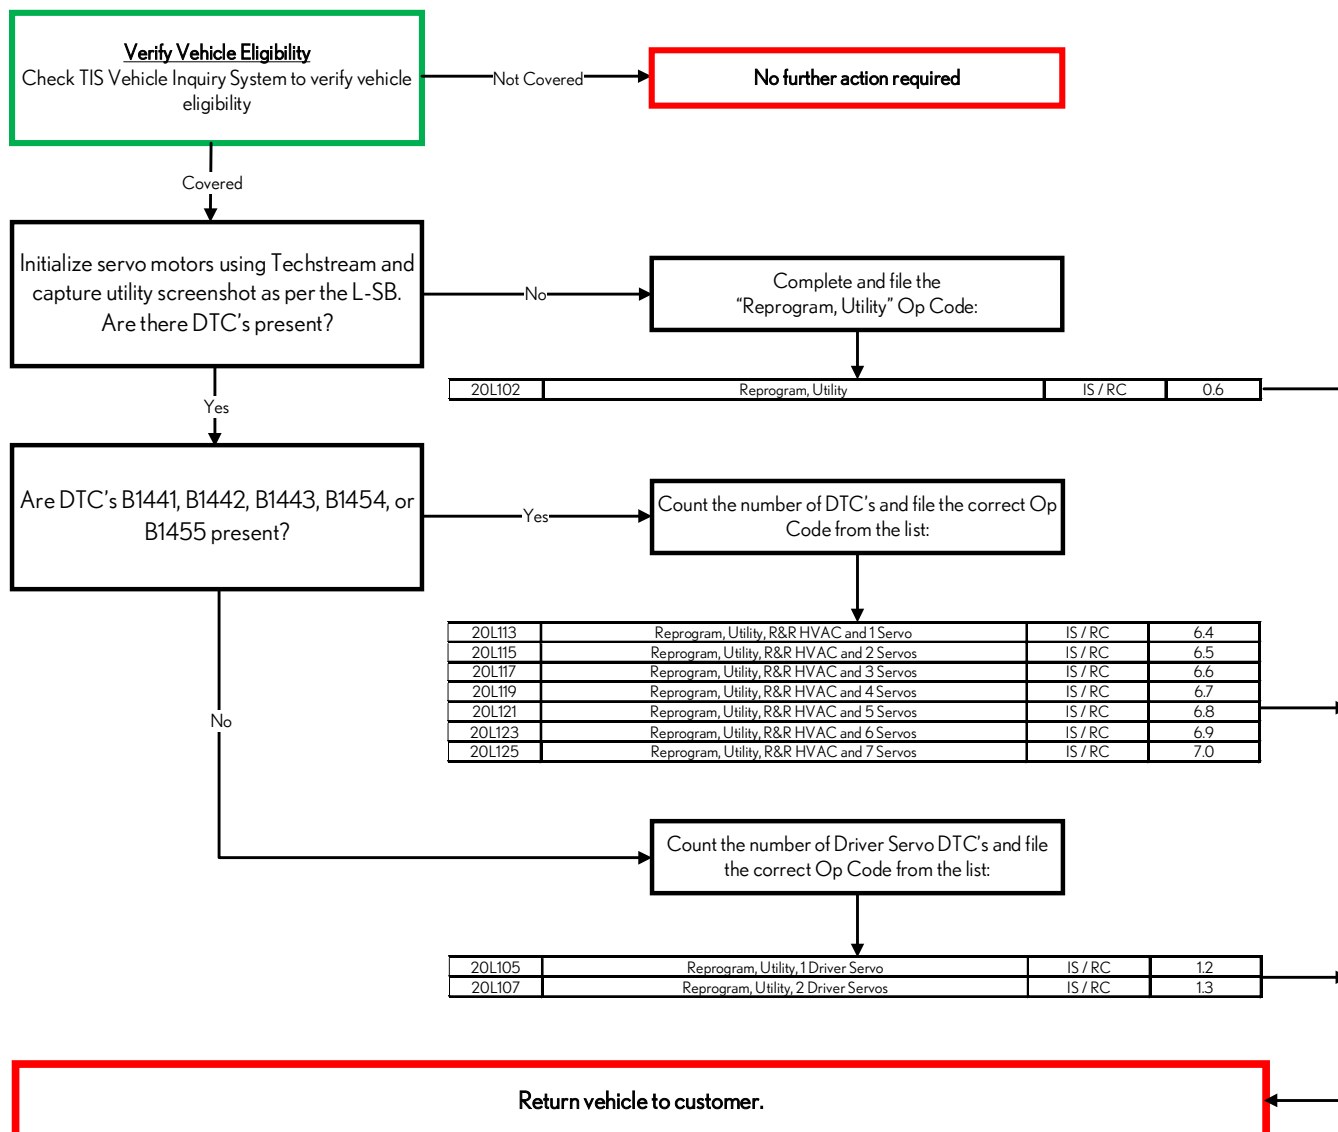 Verify Vehicle Eligibility
Check TIS Vehicle Inquiry System to verify vehicle
eligibility
Not Covered
No further action required
Covered
Initialize servo motors using Techstream and
capture utility screenshot as per the L-SB.
Are there DTC's present?
No
Complete and file the
“Reprogram, Utility” Op Code:
20L102 Reprogram, Utility IS / RC 0.6
Yes
Are DTC's B1441, B1442, B1443, B1454, or
B1455 present?
Yes
Count the number of DTC's and file the correct Op
Code from the list:
20L113 Reprogram, Utility, R&R HVAC and 1 Servo IS / RC 6.4
20L115 Reprogram, Utility, R&R HVAC and 2 Servos IS / RC 6.5
20L117 Reprogram, Utility, R&R HVAC and 3 Servos IS / RC 6.6
20L119 Reprogram, Utility, R&R HVAC and 4 Servos IS / RC 6.7
20L121 Reprogram, Utility, R&R HVAC and 5 Servos IS / RC 6.8
20L123 Reprogram, Utility, R&R HVAC and 6 Servos IS / RC 6.9
20L125 Reprogram, Utility, R&R HVAC and 7 Servos IS / RC 7.0
No
Count the number of Driver Servo DTC's and file
the correct Op Code from the list:
20L105 Reprogram, Utility, 1 Driver Servo IS / RC 1.2
20L107 Reprogram, Utility, 2 Driver Servos IS / RC 1.3
Return vehicle to customer.